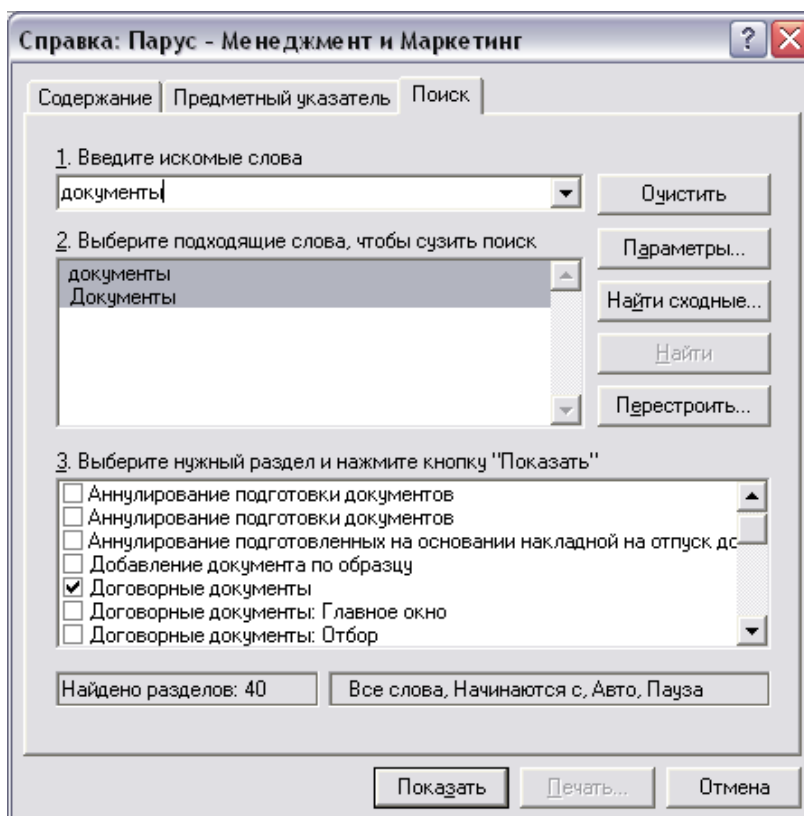 Справка: Парус - Менеджмент и Маркетинг
Содержание Предметный указатель Поиск
1. Введите искомые слова
документы Очистить
2. Выберите подходящие слова, чтобы сузить поиск
Параметры...
документы
Документы
Найти сходные...
Найти
Перестроить...
3. Выберите нужный раздел и нажмите кнопку "Показать"
Аннулирование подготовки документов
Аннулирование подготовки документов
Аннулирование подготовленных на основании накладной на отпуск до
Добавление документа по образцу
Договорные документы
Договорные документы: Главное окно
Договорные документы: Отбор
Найдено разделов: 40 Все слова, Начинаются с, Авто, Пауза
Показать Печать... Отмена